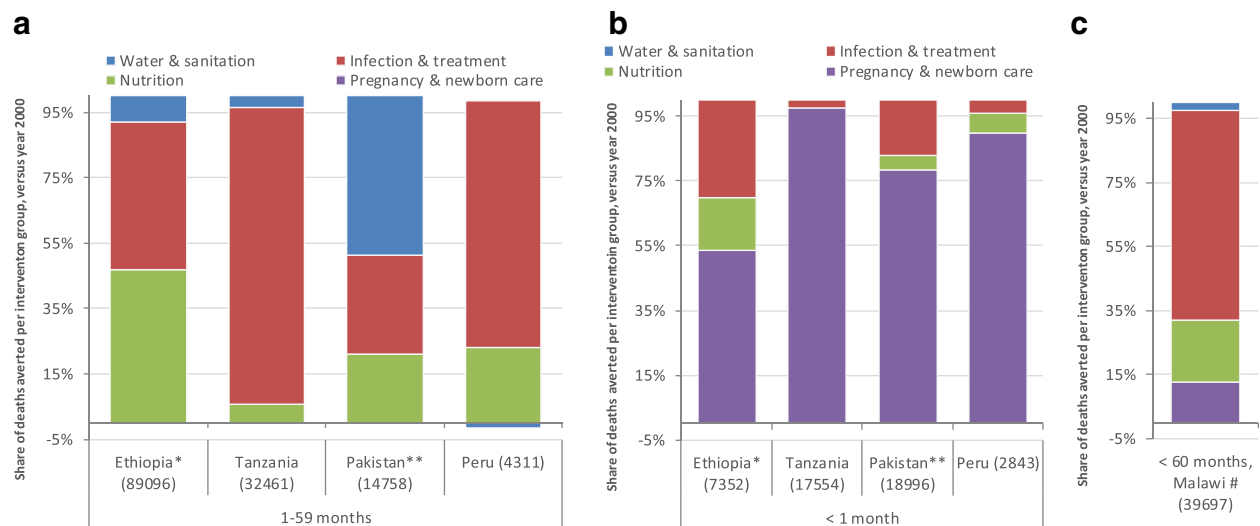 a
Water & sanitation
Infection & treatment
Nutrition
Pregnancy & newborn care
Share of deaths averted per interventon group, versus year 2000
95%
75%
55%
35%
15%
-5%
Ethiopia*
(89096)
Tanzania
(32461)
Pakistan**
(14758)
Peru (4311)
1-59 months
b
Water & sanitation
Infection & treatment
Nutrition
Pregnancy & newborn care
Share of deaths averted per interventoin group, versus year 2000
95%
75%
55%
35%
15%
-5%
Ethiopia*
(7352)
Tanzania
(17554)
Pakistan**
(18996)
Peru (2843)
< 1 month
c
Share of deaths averted per interventon group, versus year 2000
95%
75%
55%
35%
15%
-5%
< 60 months,
Malawi #
(39697)